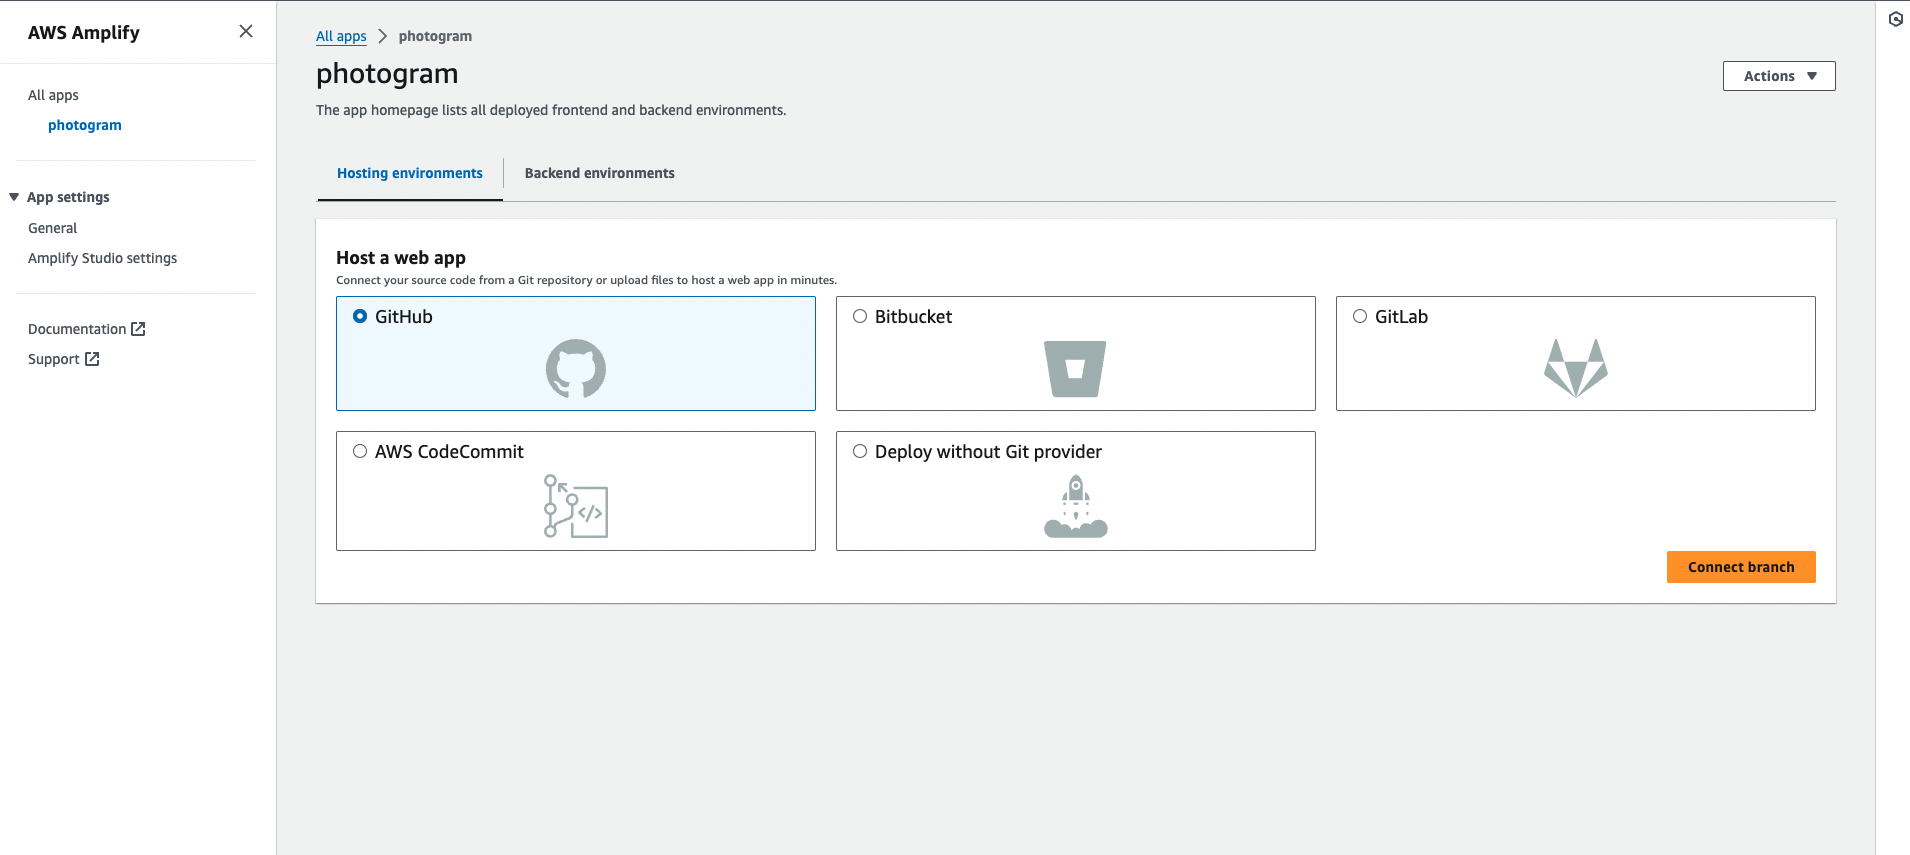 AWS Amplify
All apps
photogram
App settings
General
Amplify Studio settings
Documentation
Support
All apps > photogram
photogram
Actions
The app homepage lists all deployed frontend and backend environments.
Hosting environments
Backend environments
Host a web app
Connect your source code from a Git repository or upload files to host a web app in minutes.
GitHub
Bitbucket
GitLab
AWS CodeCommit
Deploy without Git provider
</>
Connect branch